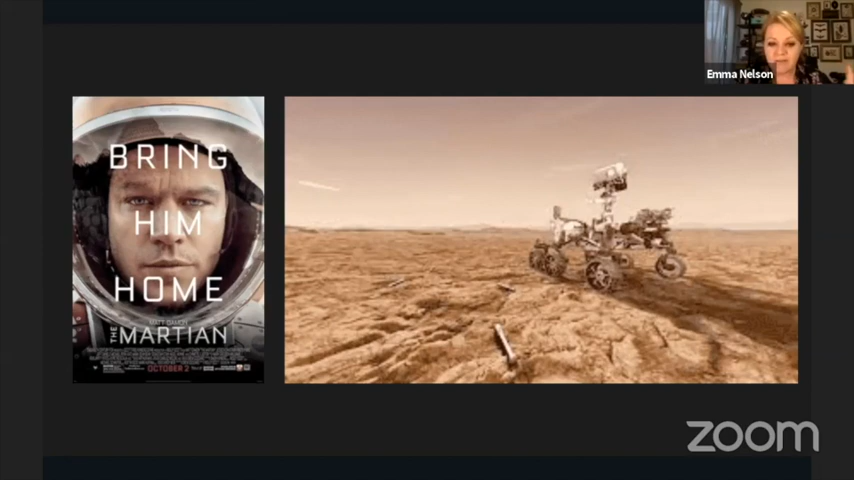 Emma Nelson
BRING
HIM
HOME
MATT DAMON
THE MARTIAN
OCTOBER 2
zoom